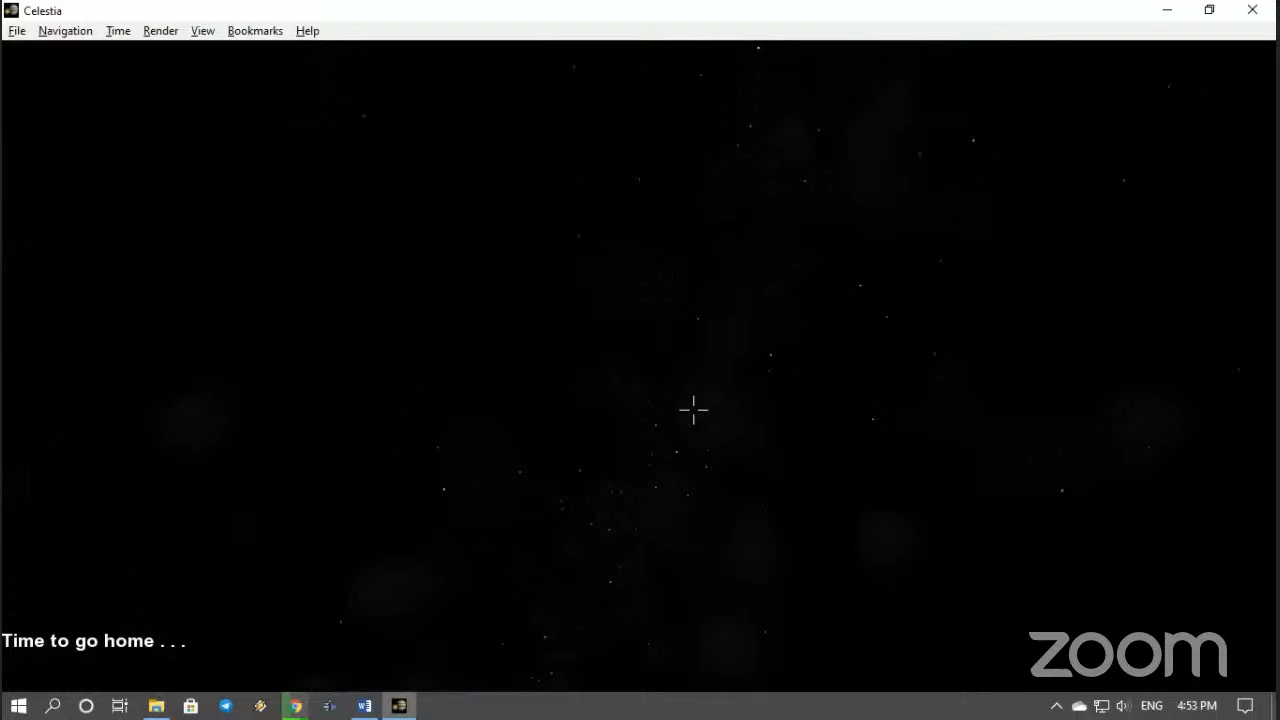 Celestia
File Navigation Time Render View Bookmarks Help
Time to go home . . .
zoom
ENG 4:53 PM